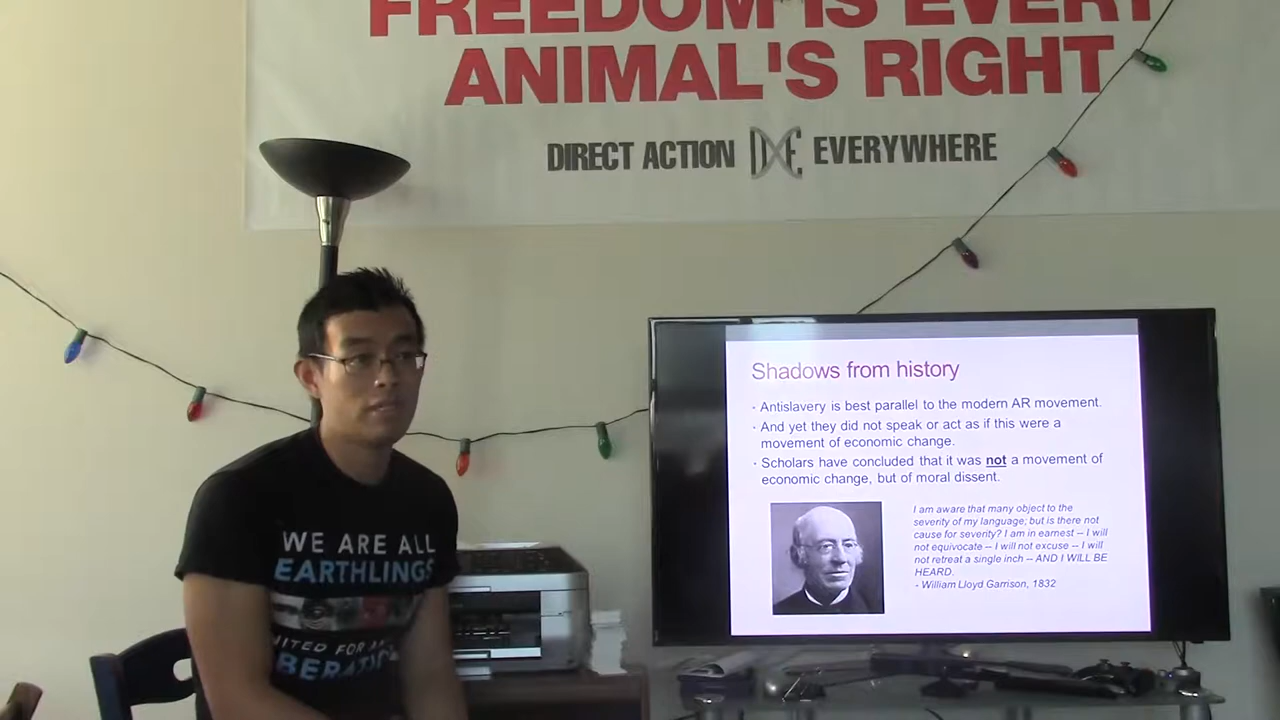 FREEDOM IS EVERY
ANIMAL'S RIGHT
DIRECT ACTION DXE EVERYWHERE
Shadows from history
· Antislavery is best parallel to the modern AR movement.
· And yet they did not speak or act as if this were a
movement of economic change.
· Scholars have concluded that it was not a movement of
economic change, but of moral dissent.
I am aware that many object to the
severity of my language; but is there not
cause for severity? I am in earnest -- I will
not equivocate -- I will not excuse -- I will
not retreat a single inch -- AND I WILL BE
HEARD.
- William Lloyd Garrison, 1832
WE ARE ALL
EARTHLINGS
NITED FOR AN
BERATIO